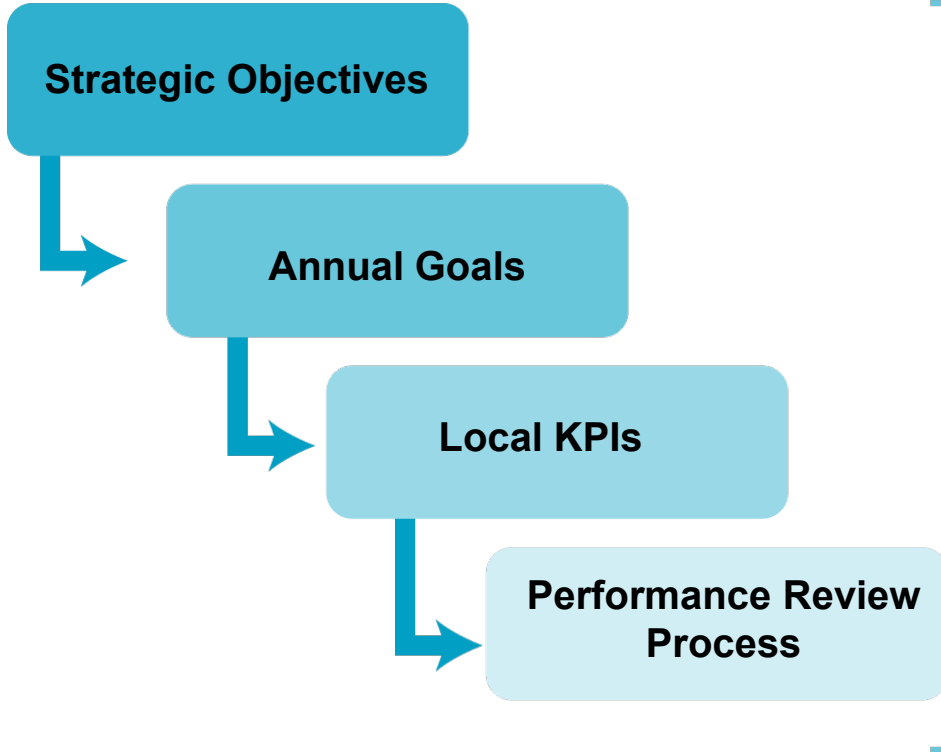 Strategic Objectives
Annual Goals
Local KPIs
Performance Review
Process